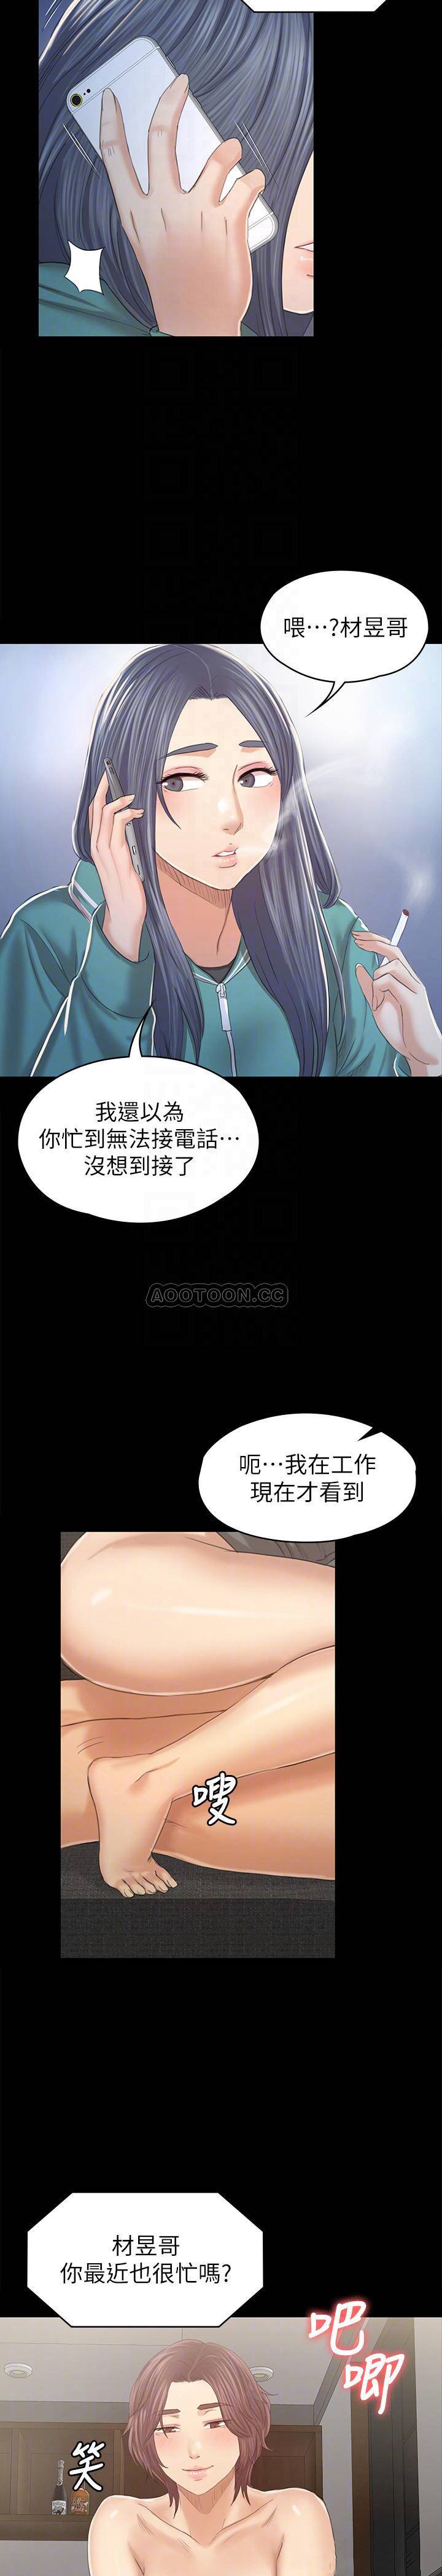 喂…?材昱哥
我還以為
你忙到無法接電話…
沒想到接了
AOOTOON.CC
呃…我在工作
現在才看到
嗖
材昱哥
你最近也很忙嗎?
吧
唧
笑